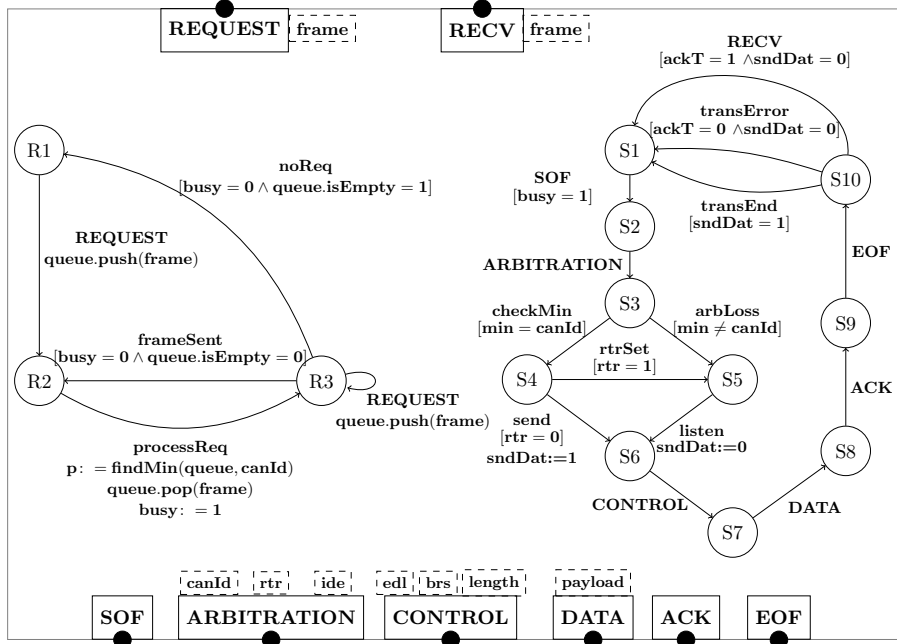 REQUEST
frame
RECV
frame
RECV
[ackT = 1 ∧sndDat = 0]
transError
[ackT = 0 ∧sndDat = 0]
R1
S1
S10
noReq
[busy = 0 ∧ queue.isEmpty = 1]
SOF
[busy = 1]
transEnd
[sndDat = 1]
S2
REQUEST
queue.push(frame)
EOF
ARBITRATION
S3
checkMin
[min = canId]
arbLoss
[min ≠ canId]
S9
frameSent
[busy = 0 ∧ queue.isEmpty = 0]
rtrSet
[rtr = 1]
R2
R3
S4
S5
ACK
REQUEST
queue.push(frame)
send
[rtr = 0]
sndDat:=1
listen
sndDat:=0
processReq
p: = findMin(queue, canId)
queue.pop(frame)
busy: = 1
S6
S8
CONTROL
DATA
S7
canId
rtr
ide
edl
brs
length
payload
SOF
ARBITRATION
CONTROL
DATA
ACK
EOF